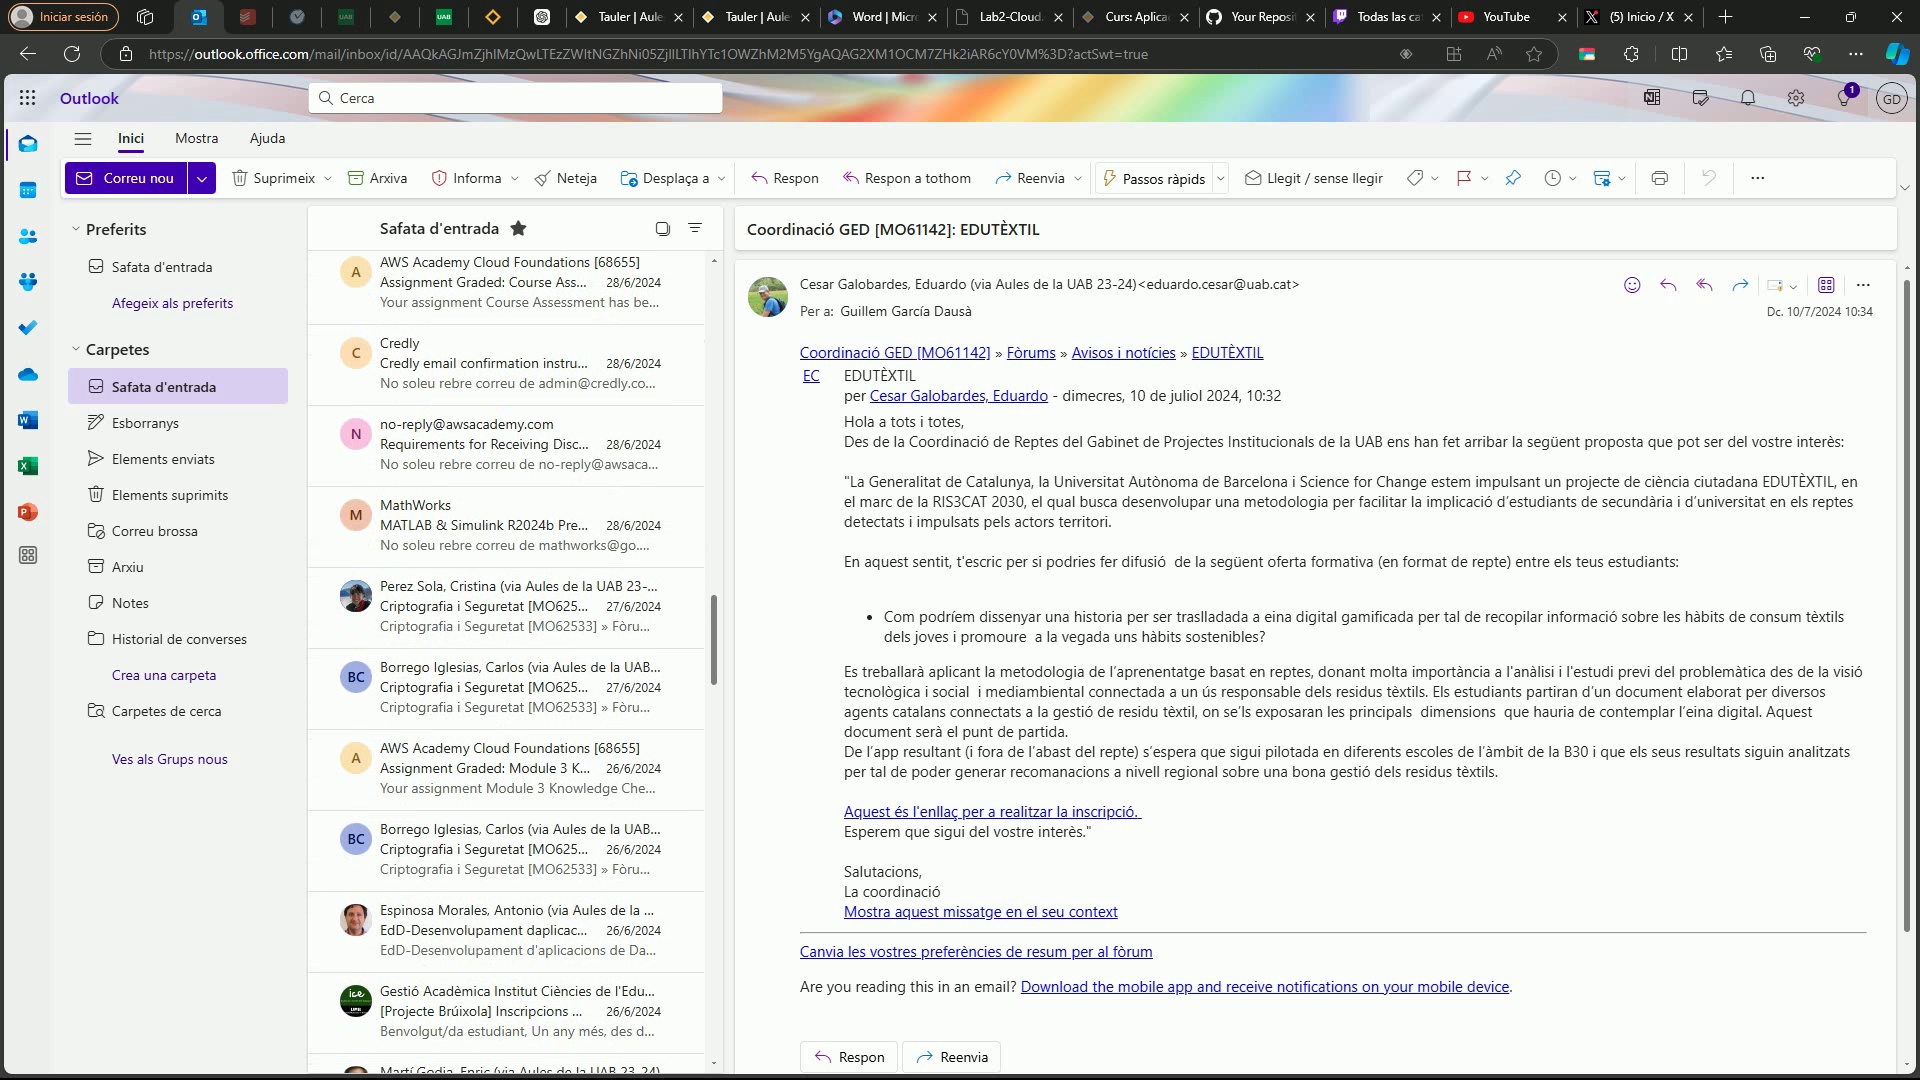 Iniciar sesión
Tauler | Aule
Tauler | Aule
Word | Micr
Lab2-Cloud
Curs: Aplica
Your Reposi
Todas las ca
YouTube
(5) Inicio / X
https://outlook.office.com/mail/inbox/id/AAQkAGJmZjhlMzQwLTEzZWItNGZhNi05ZjllLTlhYTc1OWZhM2M5YgAQAG2XM1OCM7ZHk2iAR6cY0VM%3D?actSwt=true
Outlook
Cerca
1
GD
Inici
Mostra
Ajuda
Correu nou
Suprimeix
Arxiva
Informa
Neteja
Desplaça a
Respon
Respon a tothom
Reenvia
Passos ràpids
Llegit / sense llegir
Preferits
Safata d'entrada
Afegeix als preferits
Carpetes
Safata d'entrada
Esborranys
Elements enviats
Elements suprimits
Correu brossa
Arxiu
Notes
Historial de converses
Crea una carpeta
Carpetes de cerca
Ves als Grups nous
Safata d'entrada
A
AWS Academy Cloud Foundations [68655]
Assignment Graded: Course Ass... 28/6/2024
Your assignment Course Assessment has be...
C
Credly
Credly email confirmation instru... 28/6/2024
No soleu rebre correu de admin@credly.co...
N
no-reply@awsacademy.com
Requirements for Receiving Disc... 28/6/2024
No soleu rebre correu de no-reply@awsaca...
M
MathWorks
MATLAB & Simulink R2024b Pre... 28/6/2024
No soleu rebre correu de mathworks@go....
Perez Sola, Cristina (via Aules de la UAB 23-...
Criptografia i Seguretat [MO625... 27/6/2024
Criptografia i Seguretat [MO62533] » Fòru...
BC
Borrego Iglesias, Carlos (via Aules de la UAB...
Criptografia i Seguretat [MO625... 27/6/2024
Criptografia i Seguretat [MO62533] » Fòru...
A
AWS Academy Cloud Foundations [68655]
Assignment Graded: Module 3 K... 26/6/2024
Your assignment Module 3 Knowledge Che...
BC
Borrego Iglesias, Carlos (via Aules de la UAB...
Criptografia i Seguretat [MO625... 26/6/2024
Criptografia i Seguretat [MO62533] » Fòru...
Espinosa Morales, Antonio (via Aules de la ...
EdD-Desenvolupament daplicac... 26/6/2024
EdD-Desenvolupament d'aplicacions de Da...
ice
Gestió Acadèmica Institut Ciències de l'Edu...
[Projecte Brúixola] Inscripcions ... 26/6/2024
Benvolgut/da estudiant, Un any més, des d...
Martí Godia, Enric (via Aules de la UAB 23-24)
Coordinació GED [MO61142]: EDUTÈXTIL
Cesar Galobardes, Eduardo (via Aules de la UAB 23-24)<eduardo.cesar@uab.cat>
Per a: Guillem García Dausà
Dc. 10/7/2024 10:34
Coordinació GED [MO61142] » Fòrums » Avisos i notícies » EDUTÈXTIL
EC
EDUTÈXTIL
per Cesar Galobardes, Eduardo - dimecres, 10 de juliol 2024, 10:32
Hola a tots i totes,
Des de la Coordinació de Reptes del Gabinet de Projectes Institucionals de la UAB ens han fet arribar la següent proposta que pot ser del vostre interès:
"La Generalitat de Catalunya, la Universitat Autònoma de Barcelona i Science for Change estem impulsant un projecte de ciència ciutadana EDUTÈXTIL, en
el marc de la RIS3CAT 2030, el qual busca desenvolupar una metodologia per facilitar la implicació d'estudiants de secundària i d'universitat en els reptes
detectats i impulsats pels actors territori.
En aquest sentit, t'escric per si podries fer difusió de la següent oferta formativa (en format de repte) entre els teus estudiants:
• Com podríem dissenyar una historia per ser traslladada a eina digital gamificada per tal de recopilar informació sobre les hàbits de consum tèxtils
dels joves i promoure a la vegada uns hàbits sostenibles?
Es treballarà aplicant la metodologia de l'aprenentatge basat en reptes, donant molta importància a l'anàlisi i l'estudi previ del problemàtica des de la visió
tecnològica i social i mediambiental connectada a un ús responsable dels residus tèxtils. Els estudiants partiran d'un document elaborat per diversos
agents catalans connectats a la gestió de residu tèxtil, on se'ls exposaran les principals dimensions que hauria de contemplar l'eina digital. Aquest
document serà el punt de partida.
De l'app resultant (i fora de l'abast del repte) s'espera que sigui pilotada en diferents escoles de l'àmbit de la B30 i que els seus resultats siguin analitzats
per tal de poder generar recomanacions a nivell regional sobre una bona gestió dels residus tèxtils.
Aquest és l'enllaç per a realitzar la inscripció.
Esperem que sigui del vostre interès."
Salutacions,
La coordinació
Mostra aquest missatge en el seu context
Canvia les vostres preferències de resum per al fòrum
Are you reading this in an email? Download the mobile app and receive notifications on your mobile device.
Respon
Reenvia